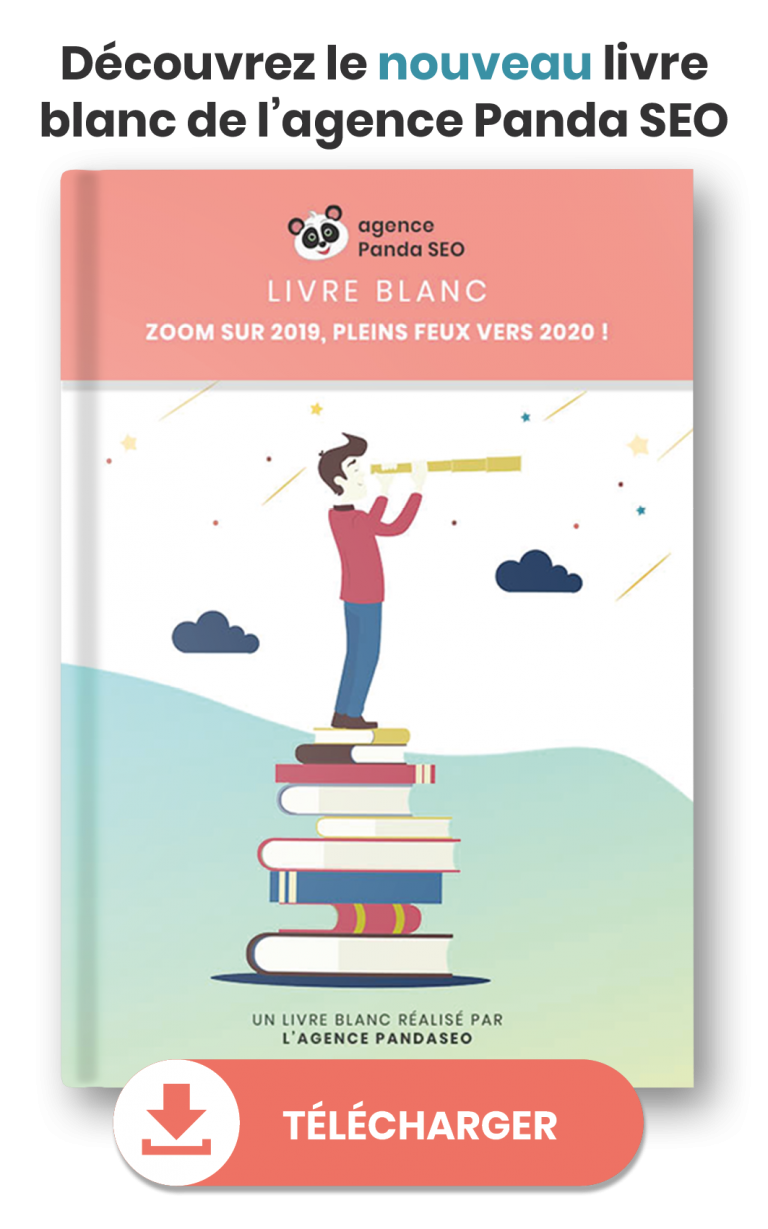 Découvrez le nouveau livre
blanc de l’agence Panda SEO
agence
Panda SEO
LIVRE BLANC
ZOOM SUR 2019, PLEINS FEUX VERS 2020 !
UN LIVRE BLANC RÉALISÉ PAR
L'AGENCE PANDASEO
TÉLÉCHARGER